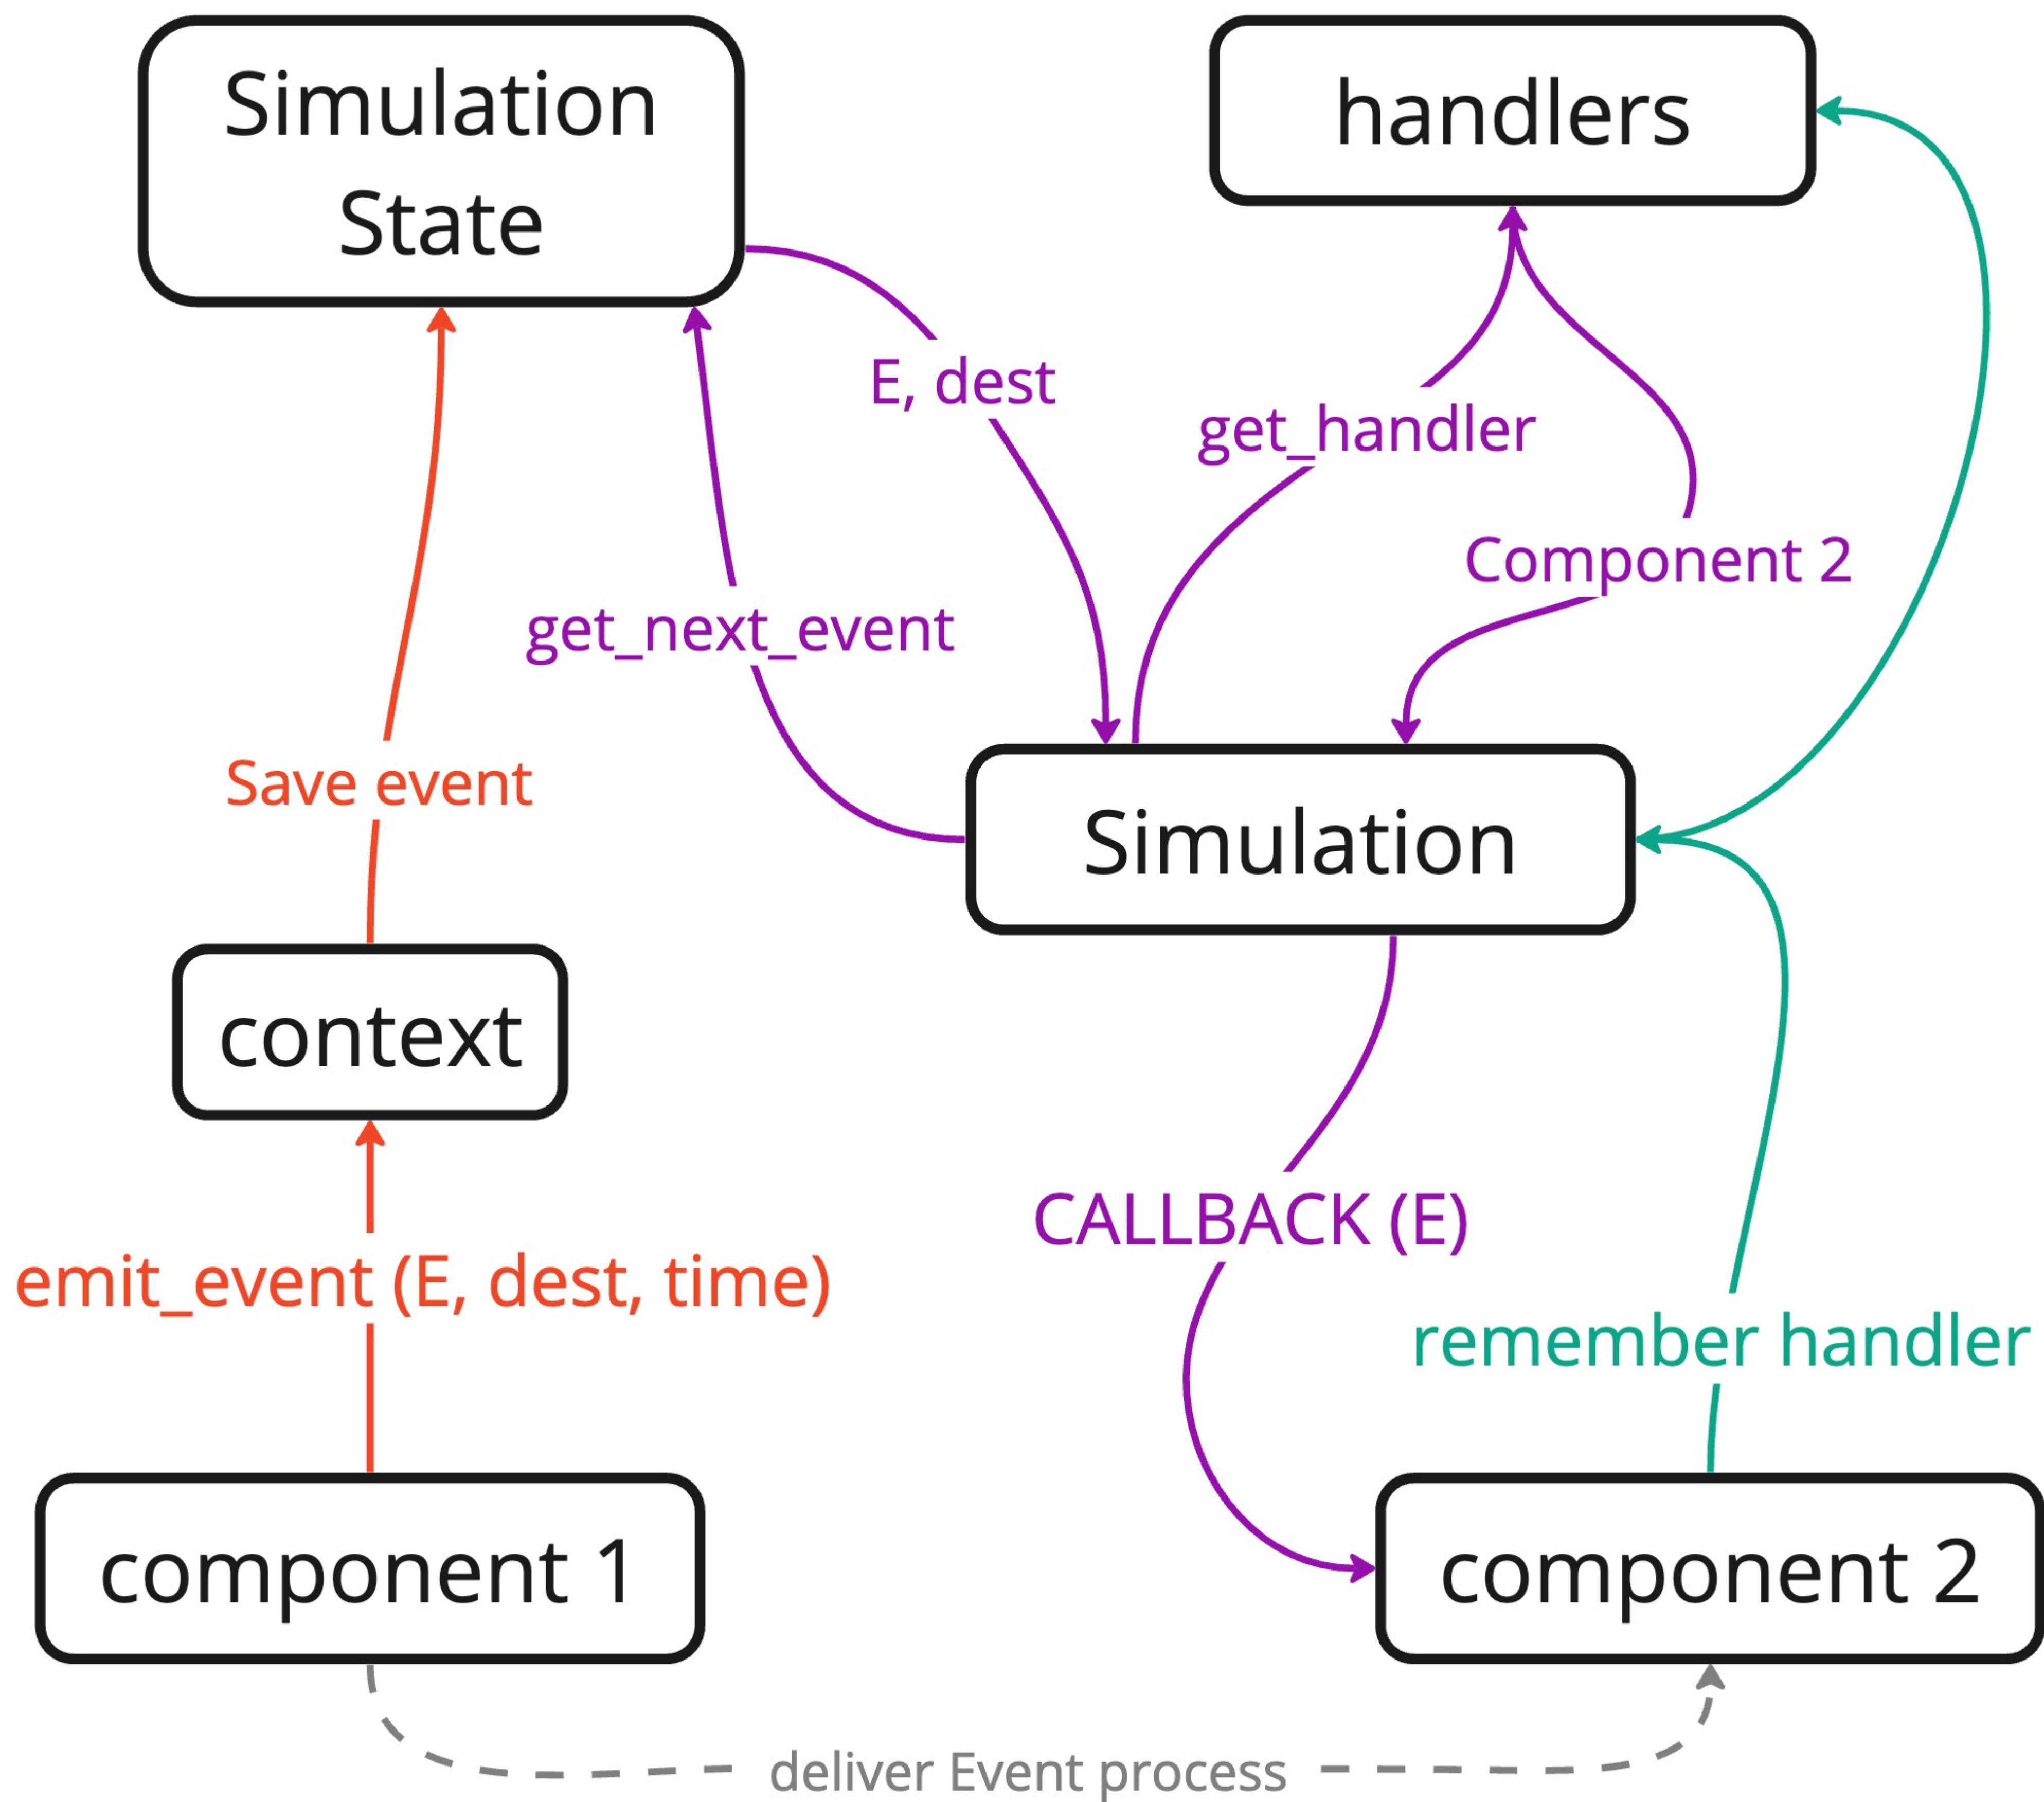 Simulation
State
handlers
E, dest
get_handler
Component 2
get_next_event
Save event
Simulation
context
CALLBACK (E)
emit_event (E, dest, time)
remember handler
component 1
component 2
deliver Event process